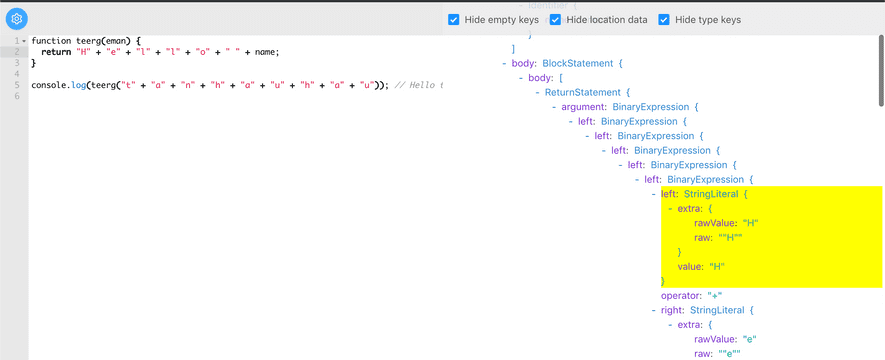 identifier {
Hide empty keys
Hide location data
Hide type keys
}
]
1 function teerg(eman) {
2 return "H" + "e" + "l" + "l" + "o" + " " + name;
3 }
4
5 console.log(teerg("t" + "a" + "n" + "h" + "a" + "u" + "h" + "a" + "u")); // Hello t
6
- body: BlockStatement {
- body: [
- ReturnStatement {
- argument: BinaryExpression {
- left: BinaryExpression {
- left: BinaryExpression {
- left: BinaryExpression {
- left: BinaryExpression {
- left: BinaryExpression {
- left: StringLiteral {
- extra: {
rawValue: "H"
raw: ""H""
}
value: "H"
}
operator: "+"
- right: StringLiteral {
- extra: {
rawValue: "e"
raw: ""e""